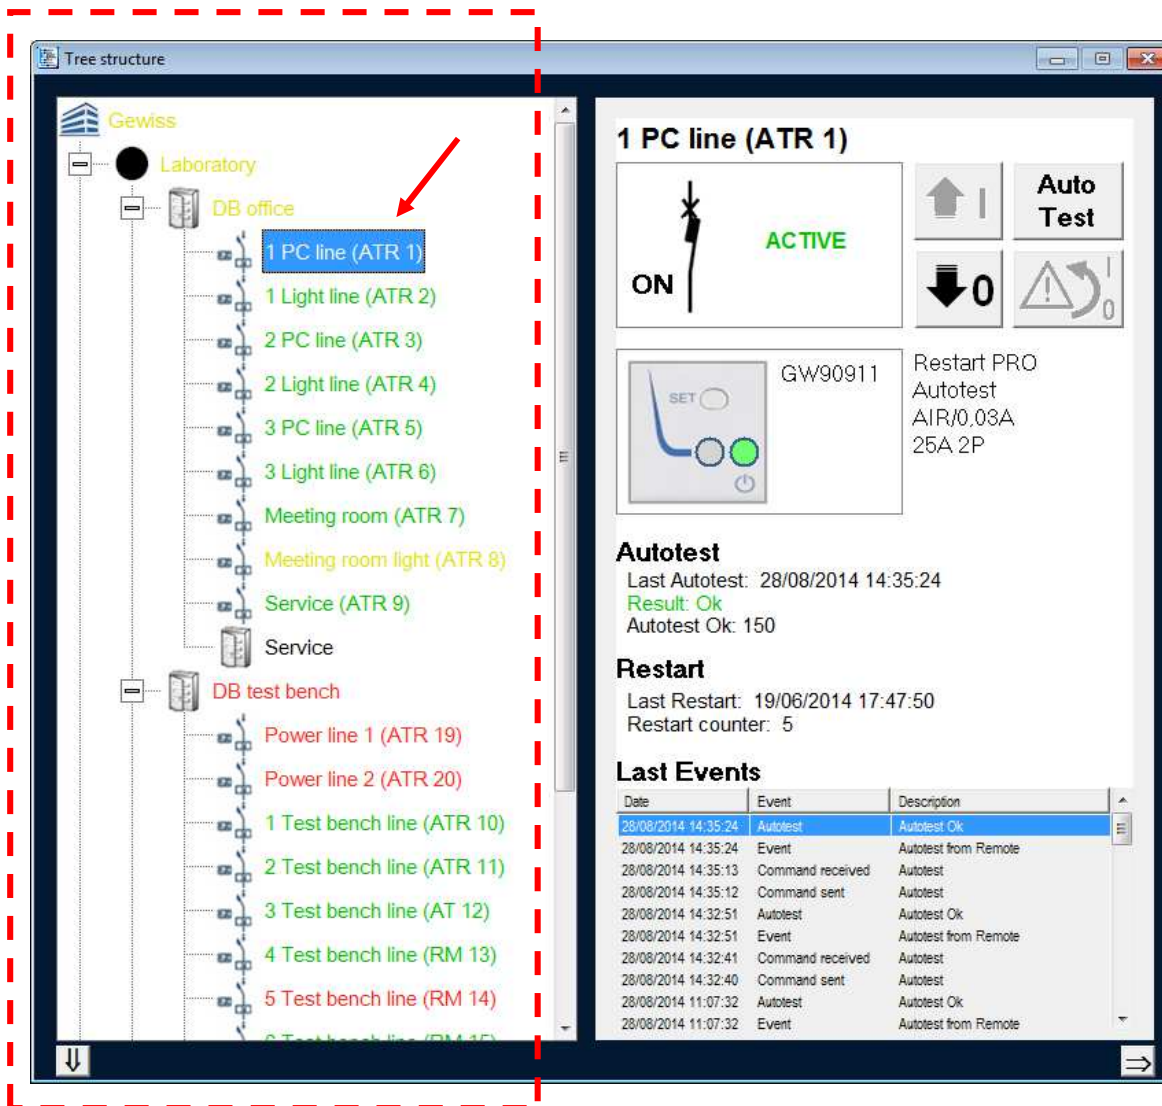 Tree structure
Gewiss
Laboratory
DB office
1 PC line (ATR 1)
1 Light line (ATR 2)
2 PC line (ATR 3)
2 Light line (ATR 4)
3 PC line (ATR 5)
3 Light line (ATR 6)
Meeting room (ATR 7)
Meeting room light (ATR 8)
Service (ATR 9)
Service
DB test bench
Power line 1 (ATR 19)
Power line 2 (ATR 20)
1 Test bench line (ATR 10)
2 Test bench line (ATR 11)
3 Test bench line (AT 12)
4 Test bench line (RM 13)
5 Test bench line (RM 14)
6 Test bench line (RM 15)
1 PC line (ATR 1)
ON
ACTIVE
I
Auto
Test
0
I
0
SET
GW90911
Restart PRO
Autotest
AIR/0,03A
25A 2P
Autotest
Last Autotest: 28/08/2014 14:35:24
Result: Ok
Autotest Ok: 150
Restart
Last Restart: 19/06/2014 17:47:50
Restart counter: 5
Last Events
Date Event Description
28/08/2014 14:35:24 Autotest Autotest Ok
28/08/2014 14:35:24 Event Autotest from Remote
28/08/2014 14:35:13 Command received Autotest
28/08/2014 14:35:12 Command sent Autotest
28/08/2014 14:32:51 Autotest Autotest Ok
28/08/2014 14:32:51 Event Autotest from Remote
28/08/2014 14:32:41 Command received Autotest
28/08/2014 14:32:40 Command sent Autotest
28/08/2014 11:07:32 Autotest Autotest Ok
28/08/2014 11:07:32 Event Autotest from Remote